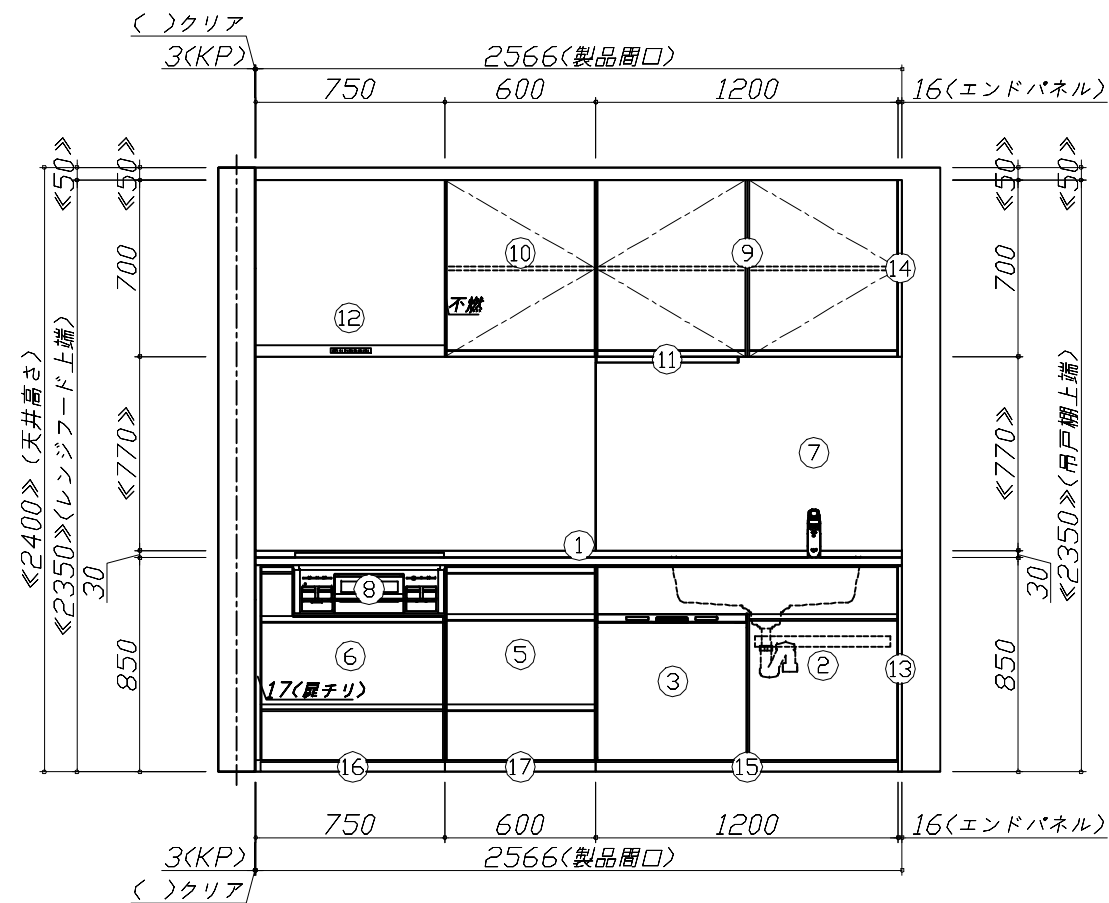 ( )クリア
3(KP)
2566(製品間口)
750
600
1200
16(エンドパネル)
≪50≫
≪50≫
≪50≫
≪50≫
700
700
10
9
14
不燃
12
11
≪2400≫(天井高さ)
≪2350≫(レンジフード上端)
≪770≫
≪770≫
≪2350≫(吊戸棚上端)
7
1
30
30
8
850
850
6
5
3
2
13
17(扉チリ)
16
17
15
750
600
1200
16(エンドパネル)
3(KP)
2566(製品間口)
( )クリア